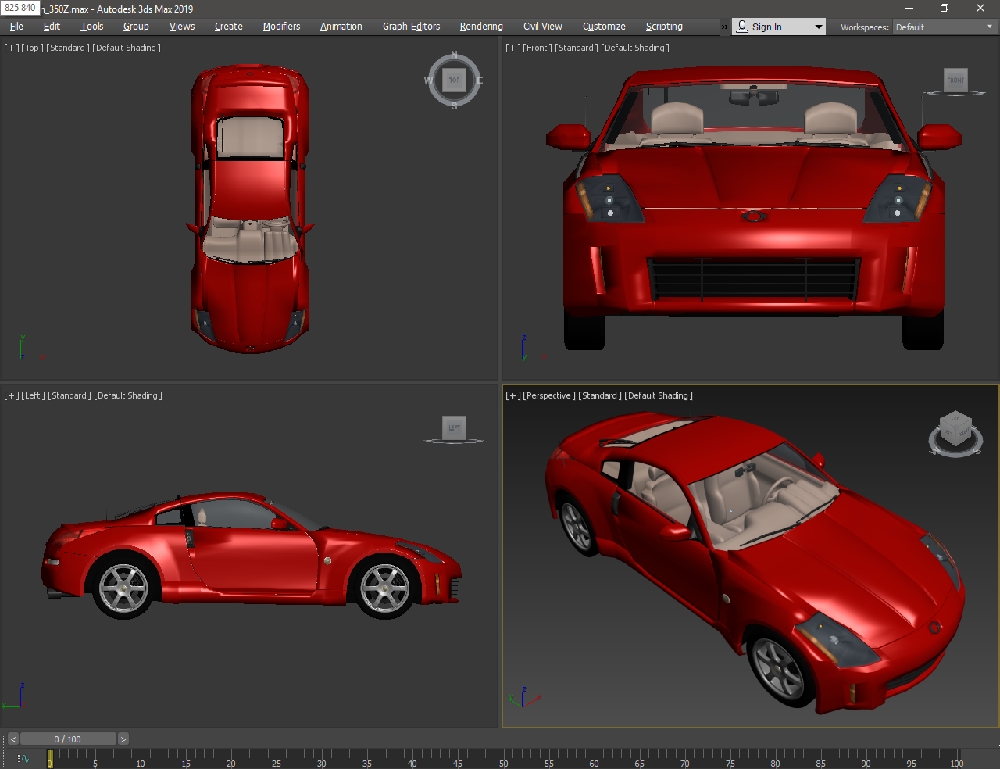 825 840 n_350Z.max - Autodesk 3ds Max 2019
File Edit Tools Group Views Create Modifiers Animation Graph Editors Rendering Civil View Customize Scripting » Sign In Workspaces: Default
[+] [Top] [Standard] [Default Shading]
[+] [Front] [Standard] [Default Shading]
N
W TOP E
S
FRONT
z
[+] [Left] [Standard] [Default Shading]
[+] [Perspective] [Standard] [Default Shading]
LEFT
z
z
< 0 / 100 >
0 5 10 15 20 25 30 35 40 45 50 55 60 65 70 75 80 85 90 95 100